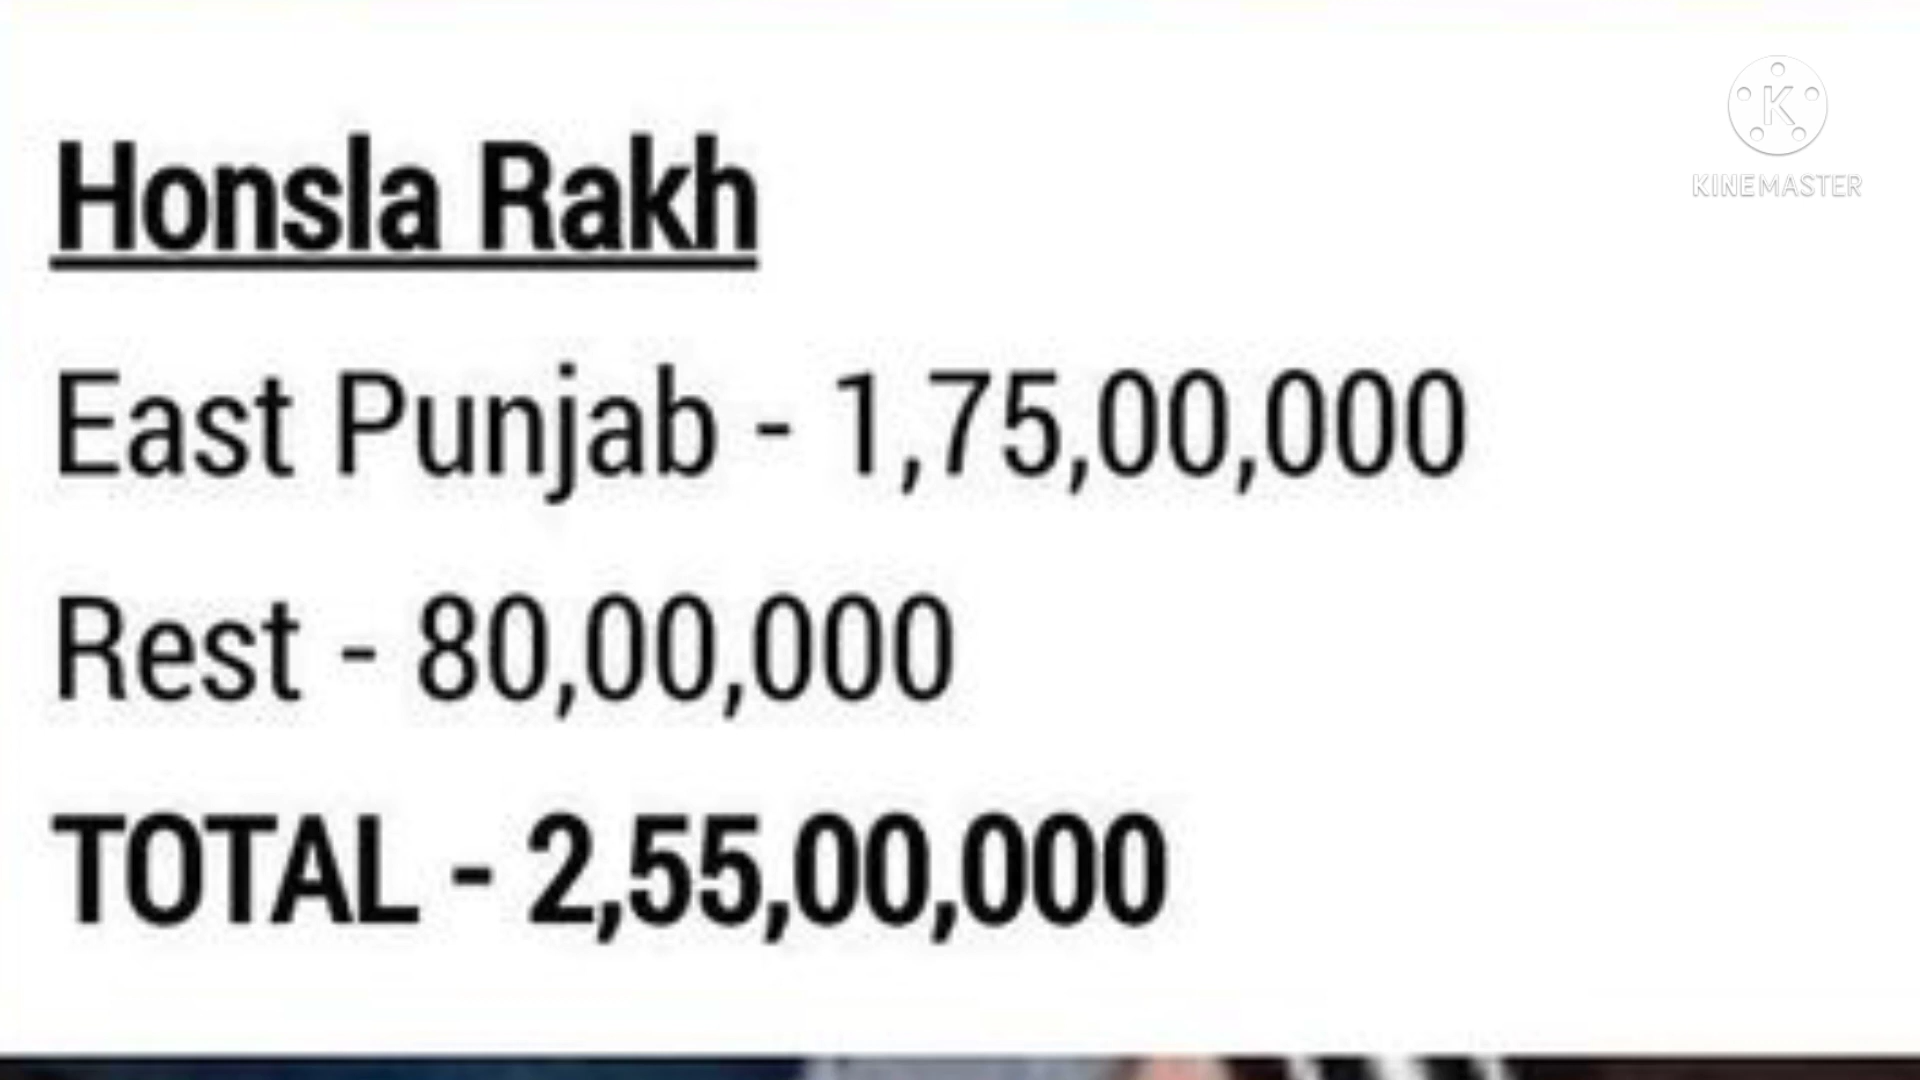 KINEMASTER
Honsla Rakh
East Punjab - 1,75,00,000
Rest - 80,00,000
TOTAL - 2,55,00,000